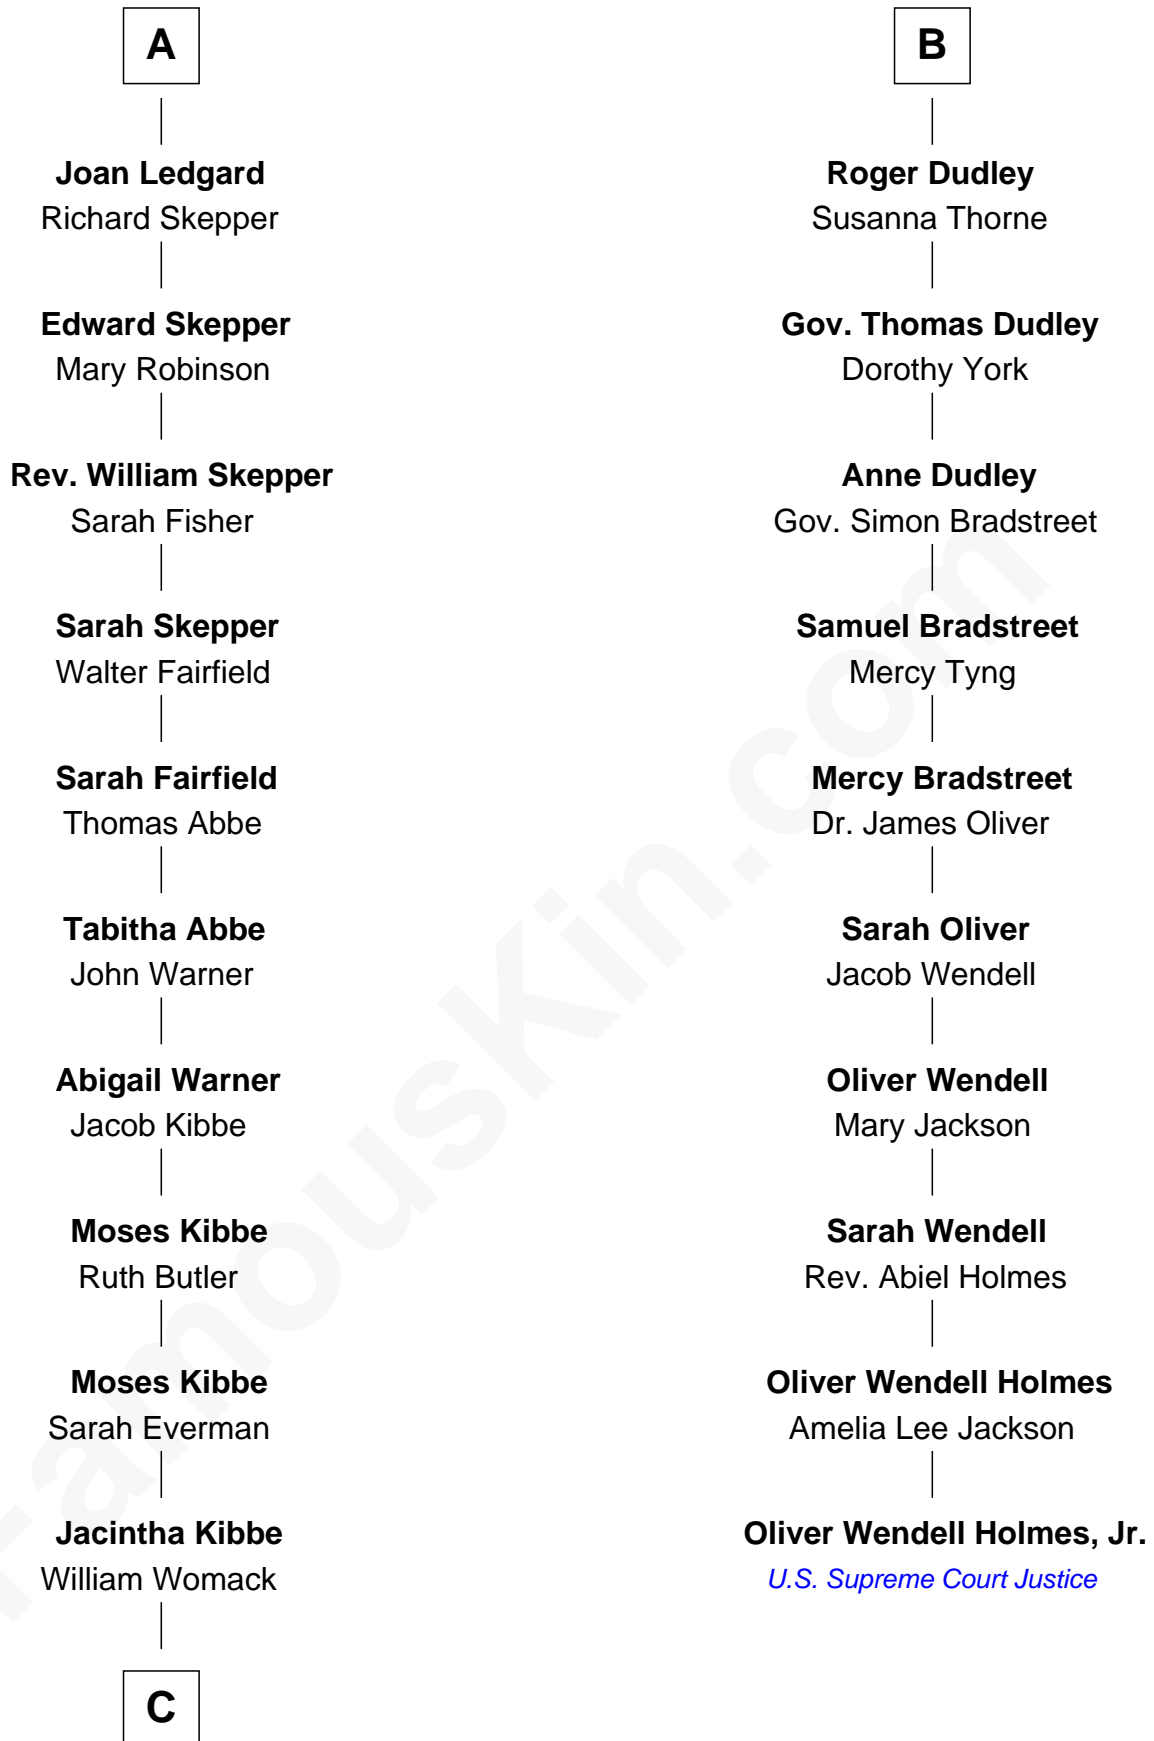 A
Joan Ledgard
Richard Skepper
Edward Skepper
Mary Robinson
Rev. William Skepper
Sarah Fisher
Sarah Skepper
Walter Fairfield
Sarah Fairfield
Thomas Abbe
Tabitha Abbe
John Warner
Abigail Warner
Jacob Kibbe
Moses Kibbe
Ruth Butler
Moses Kibbe
Sarah Everman
Jacintha Kibbe
William Womack
C
B
Roger Dudley
Susanna Thorne
Gov. Thomas Dudley
Dorothy York
Anne Dudley
Gov. Simon Bradstreet
Samuel Bradstreet
Mercy Tyng
Mercy Bradstreet
Dr. James Oliver
Sarah Oliver
Jacob Wendell
Oliver Wendell
Mary Jackson
Sarah Wendell
Rev. Abiel Holmes
Oliver Wendell Holmes
Amelia Lee Jackson
Oliver Wendell Holmes, Jr.
U.S. Supreme Court Justice
FamousKin.com